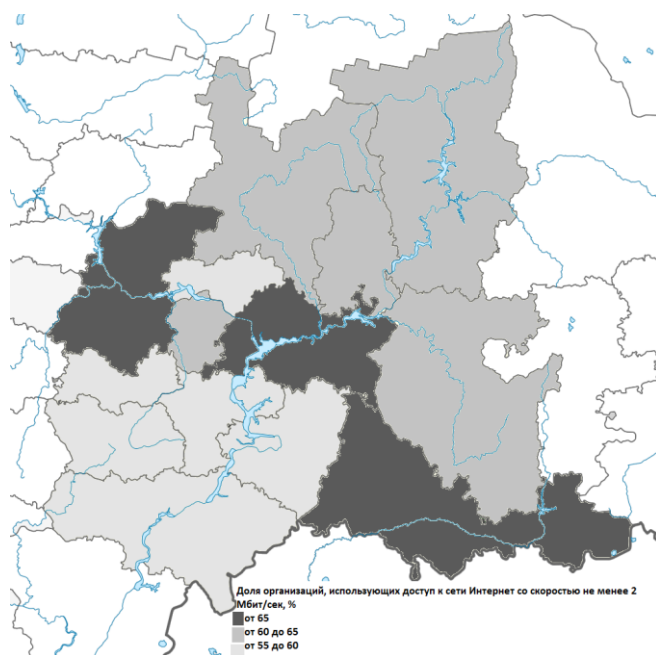 Доля организаций, использующих доступ к сети Интернет со скоростью не менее 2
Мбит/сек, %
от 65
от 60 до 65
от 55 до 60